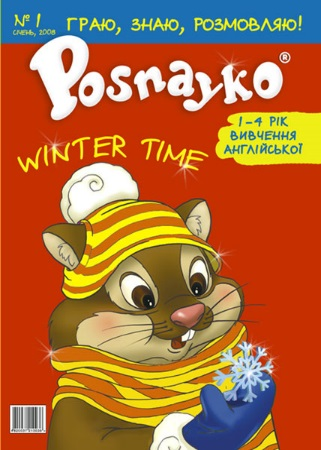 № 1
СІЧЕНЬ, 2008
ГРАЮ, ЗНАЮ, РОЗМОВЛЯЮ!
Posnayko®
1-4 РІК
ВИВЧЕННЯ
АНГЛІЙСЬКОЇ
WINTER TIME